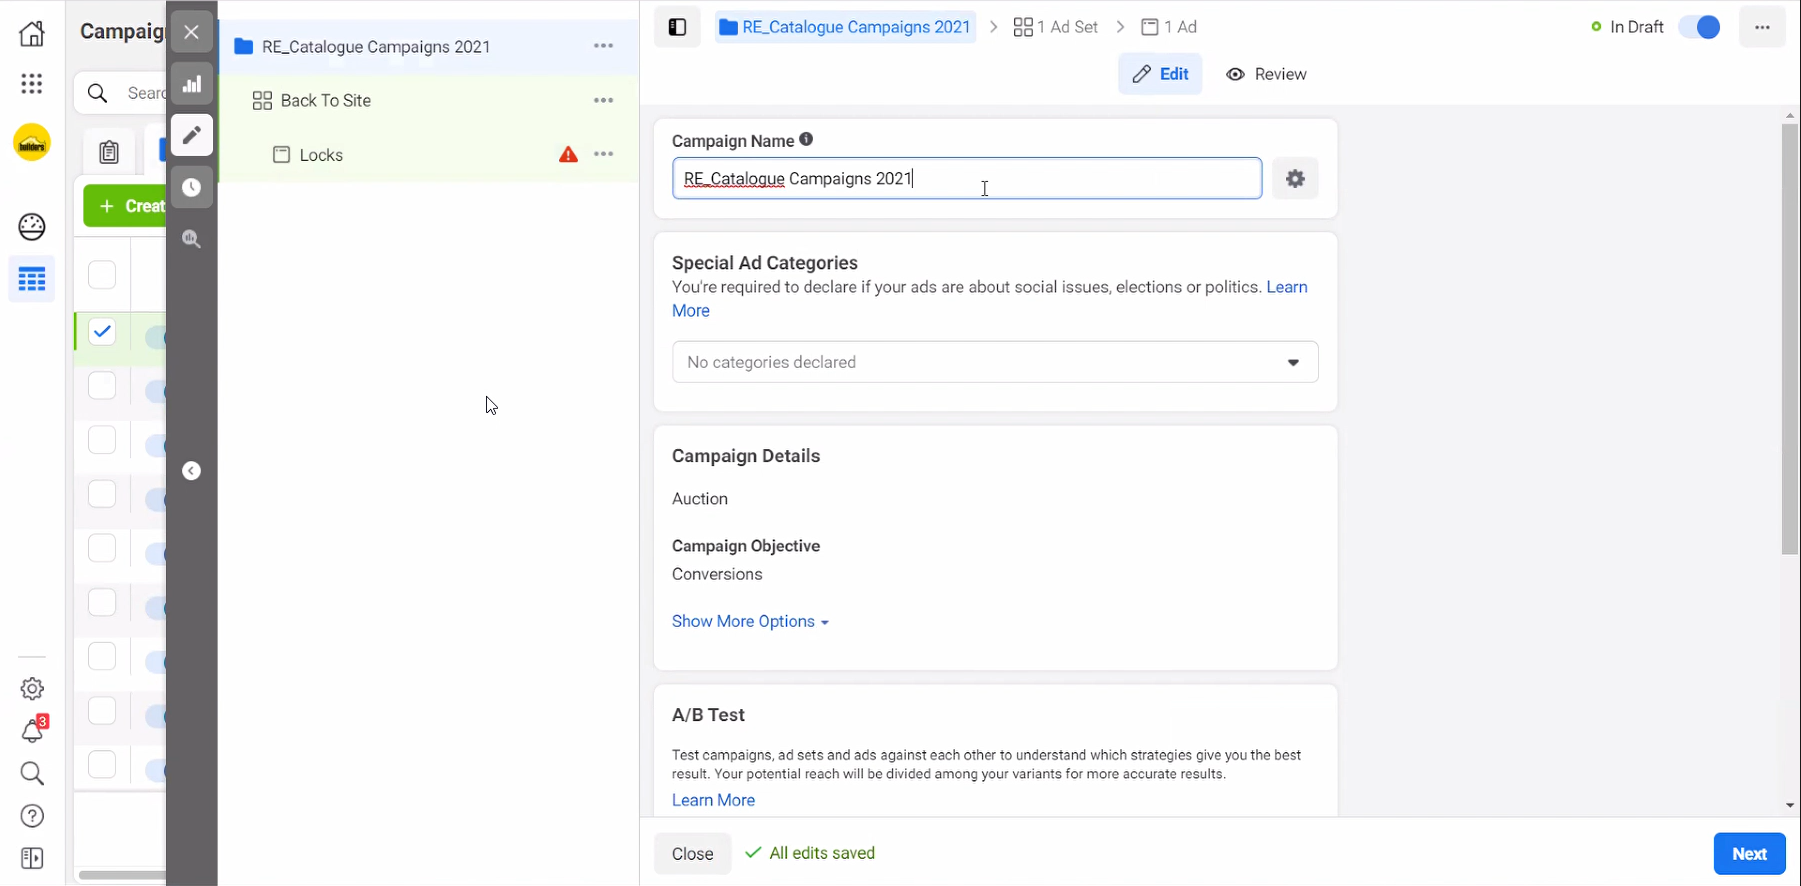 Campaig
Searc
Creat
3
builders
RE_Catalogue Campaigns 2021
Back To Site
Locks
RE_Catalogue Campaigns 2021
1 Ad Set
1 Ad
In Draft
Edit
Review
Campaign Name
RE_Catalogue Campaigns 2021
Special Ad Categories
You're required to declare if your ads are about social issues, elections or politics. Learn
More
No categories declared
Campaign Details
Auction
Campaign Objective
Conversions
Show More Options
A/B Test
Test campaigns, ad sets and ads against each other to understand which strategies give you the best
result. Your potential reach will be divided among your variants for more accurate results.
Learn More
Close
All edits saved
Next